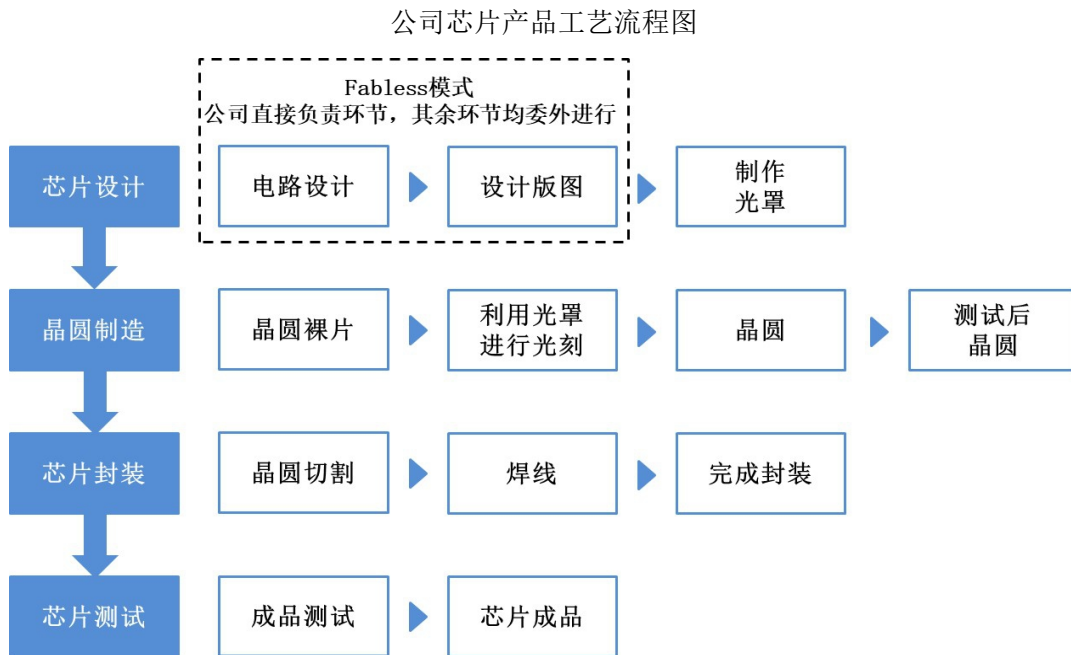 公司芯片产品工艺流程图
Fabless模式
公司直接负责环节，其余环节均委外进行
芯片设计
电路设计
设计版图
制作
光罩
晶圆制造
晶圆裸片
利用光罩
进行光刻
晶圆
测试后
晶圆
芯片封装
晶圆切割
焊线
完成封装
芯片测试
成品测试
芯片成品